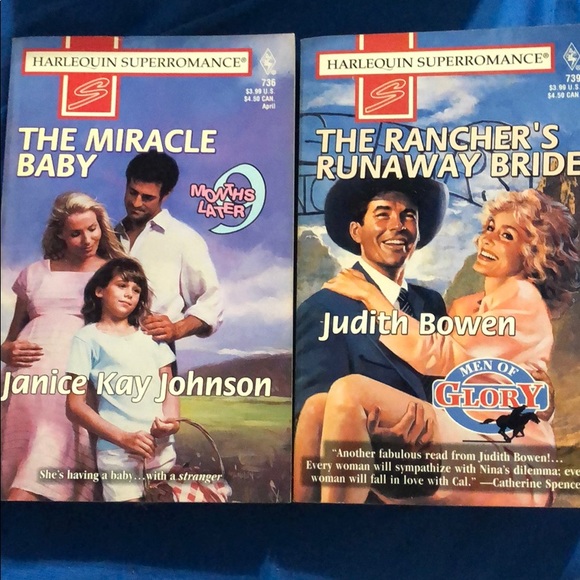 HARLEQUIN SUPERROMANCE®
S
736
$3.99 U.S.
$4.50 CAN.
April
THE MIRACLE
BABY
9
MONTHS
LATER
Janice Kay Johnson
She's having a baby...with a stranger
HARLEQUIN SUPERROMANCE®
S
739
$3.99 U.S.
$4.50 CAN.
THE RANCHER'S
RUNAWAY BRIDE
Judith Bowen
MEN OF
GLORY
"Another fabulous read from Judith Bowen!...
Every woman will sympathize with Nina's dilemma; eve
woman will fall in love with Cal." —Catherine Spence